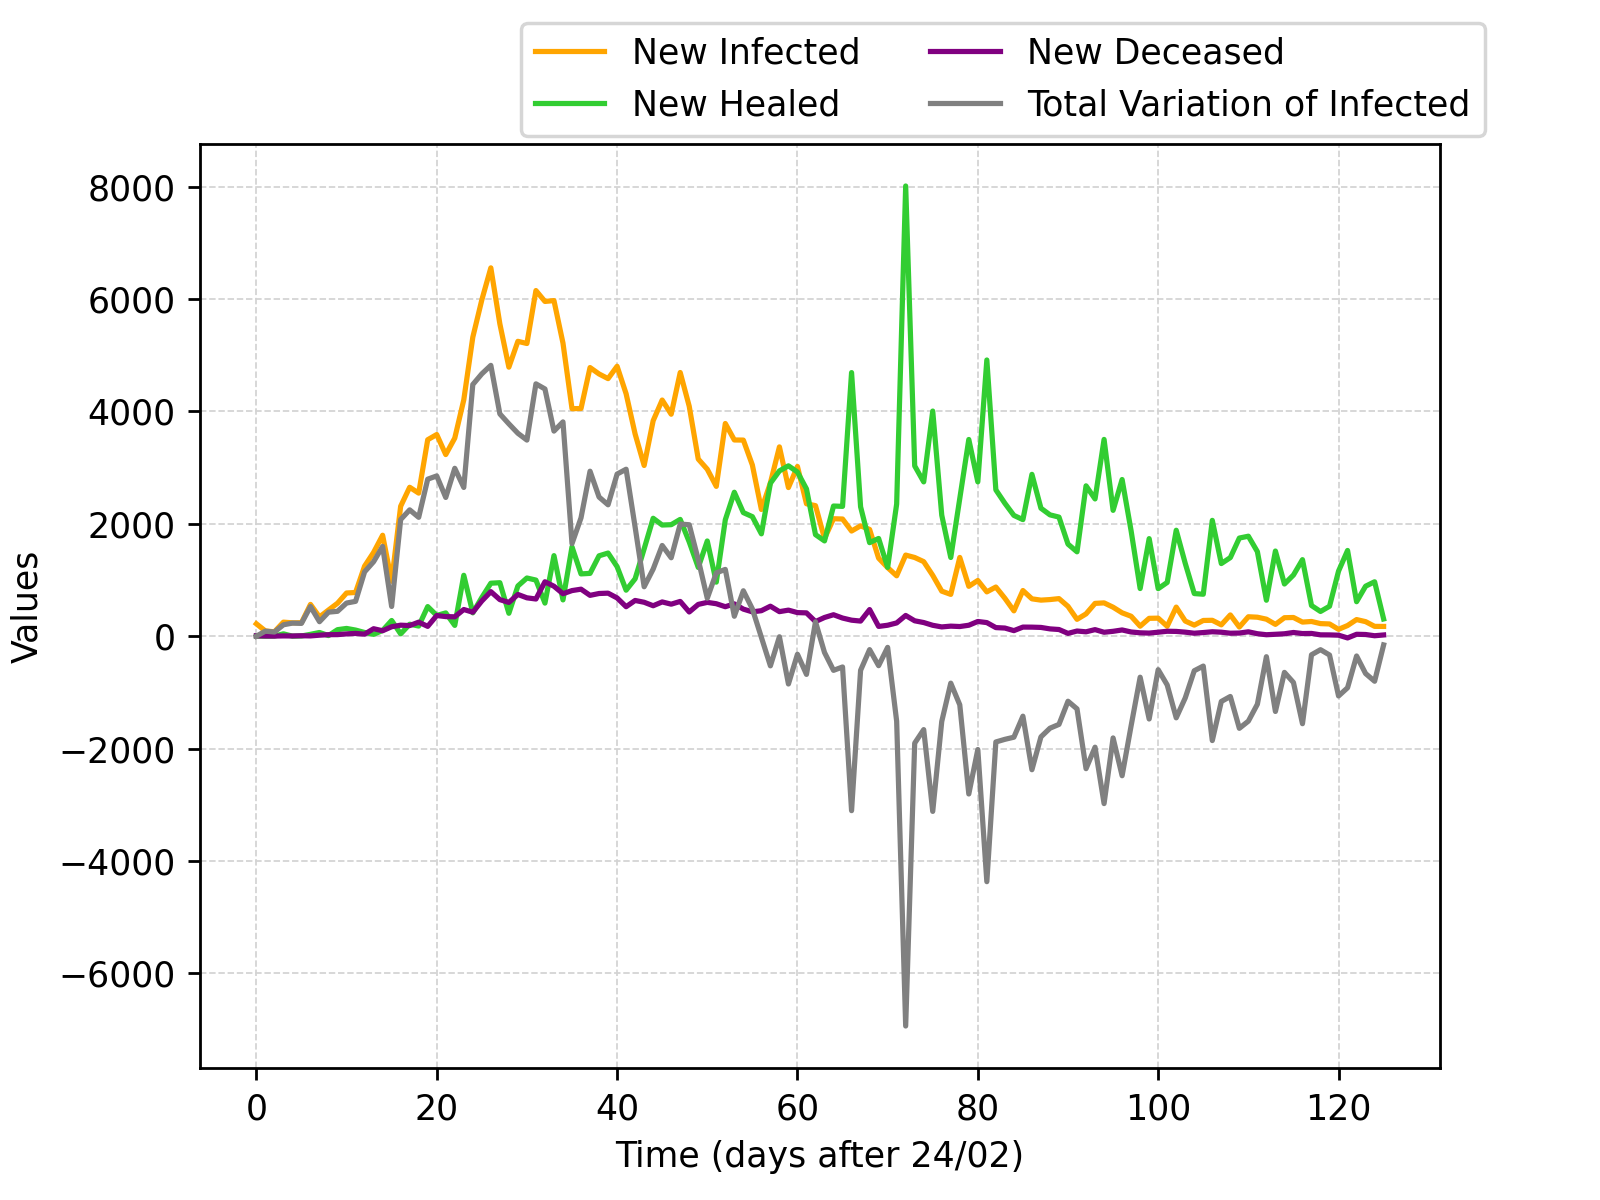 New Infected
New Healed
New Deceased
Total Variation of Infected
8000
6000
4000
2000
0
−2000
−4000
−6000
Values
0 20 40 60 80 100 120
Time (days after 24/02)